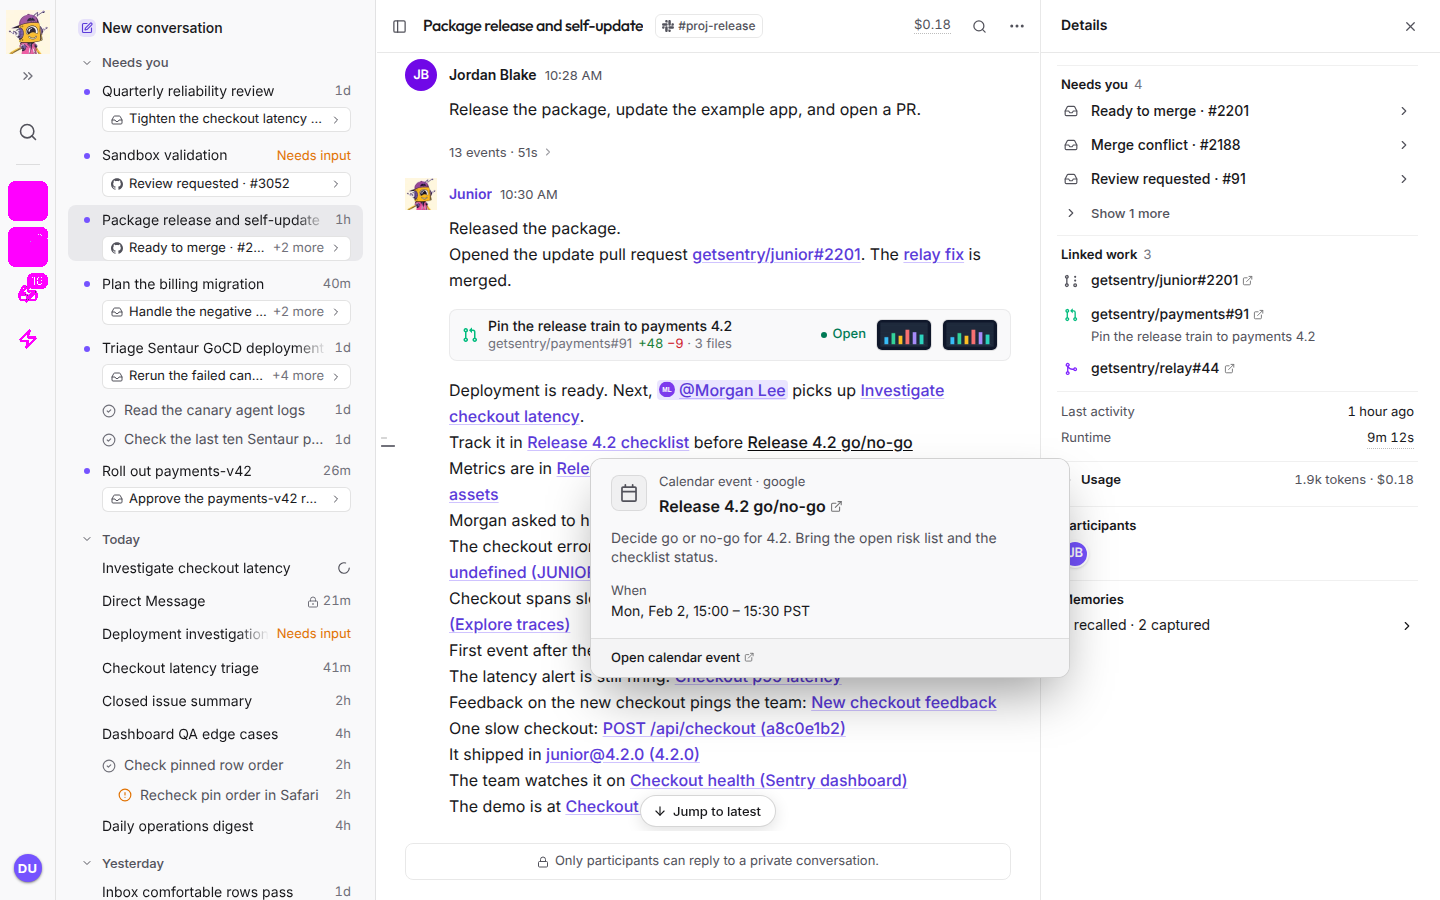 New conversation
Needs you
Quarterly reliability review 1d
Tighten the checkout latency ...
Sandbox validation Needs input
Review requested · #3052
Package release and self-update 1h
Ready to merge · #2... +2 more
Plan the billing migration 40m
Handle the negative ... +2 more
Triage Sentaur GoCD deployment 1d
Rerun the failed can... +4 more
Read the canary agent logs 1d
Check the last ten Sentaur p... 1d
Roll out payments-v42 26m
Approve the payments-v42 r...
Today
Investigate checkout latency
Direct Message 21m
Deployment investigation Needs input
Checkout latency triage 41m
Closed issue summary 2h
Dashboard QA edge cases 4h
Check pinned row order 2h
Recheck pin order in Safari 2h
Daily operations digest 4h
Yesterday
Inbox comfortable rows pass 1d
DU
Package release and self-update #proj-release $0.18
JB Jordan Blake 10:28 AM
Release the package, update the example app, and open a PR.
13 events · 51s
Junior 10:30 AM
Released the package.
Opened the update pull request getsentry/junior#2201. The relay fix is
merged.
Pin the release train to payments 4.2
getsentry/payments#91 +48 −9 · 3 files
Open
Deployment is ready. Next, ML @Morgan Lee picks up Investigate
checkout latency.
Track it in Release 4.2 checklist before Release 4.2 go/no-go
Metrics are in Rele
assets
Morgan asked to h
The checkout error
undefined (JUNIOR
Checkout spans slo
(Explore traces)
First event after the
The latency alert is still firing: Checkout p95 latency
Feedback on the new checkout pings the team: New checkout feedback
One slow checkout: POST /api/checkout (a8c0e1b2)
It shipped in junior@4.2.0 (4.2.0)
The team watches it on Checkout health (Sentry dashboard)
The demo is at Checkout
Jump to latest
Only participants can reply to a private conversation.
Calendar event · google
Release 4.2 go/no-go
Decide go or no-go for 4.2. Bring the open risk list and the
checklist status.
When
Mon, Feb 2, 15:00 – 15:30 PST
Open calendar event
Details
Needs you 4
Ready to merge · #2201
Merge conflict · #2188
Review requested · #91
Show 1 more
Linked work 3
getsentry/junior#2201
getsentry/payments#91
Pin the release train to payments 4.2
getsentry/relay#44
Last activity 1 hour ago
Runtime 9m 12s
Usage 1.9k tokens · $0.18
articipants
JB
Memories
recalled · 2 captured